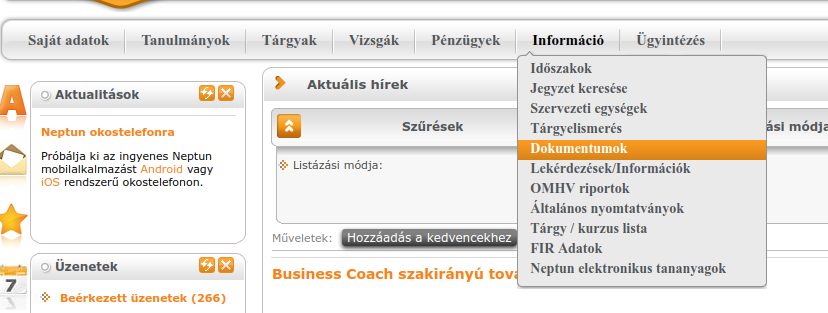 Saját adatok
Tanulmányok
Tárgyak
Vizsgák
Pénzügyek
Információ
Ügyintézés
Időszakok
Jegyzet keresése
Szervezeti egységek
Tárgyelismerés
Dokumentumok
Lekérdezések/Információk
OMHV riportok
Általános nyomtatványok
Tárgy / kurzus lista
FIR Adatok
Neptun elektronikus tananyagok
Aktualitások
Neptun okostelefonra
Próbálja ki az ingyenes Neptun
mobilalkalmazást Android vagy
iOS rendszerű okostelefonon.
Üzenetek
Beérkezett üzenetek (266)
7
Aktuális hírek
Szűrések
Listázási módja:
Műveletek:
Hozzáadás a kedvencekhez
Business Coach szakirányú